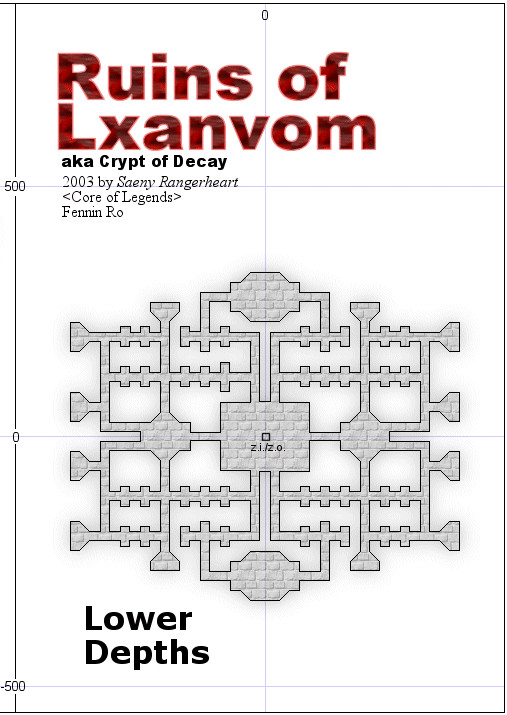 0
Ruins of
Lxanvom
aka Crypt of Decay
2003 by Saeny Rangerheart
<Core of Legends>
Fennin Ro
500
0
z.i./z.o.
Lower
Depths
-500